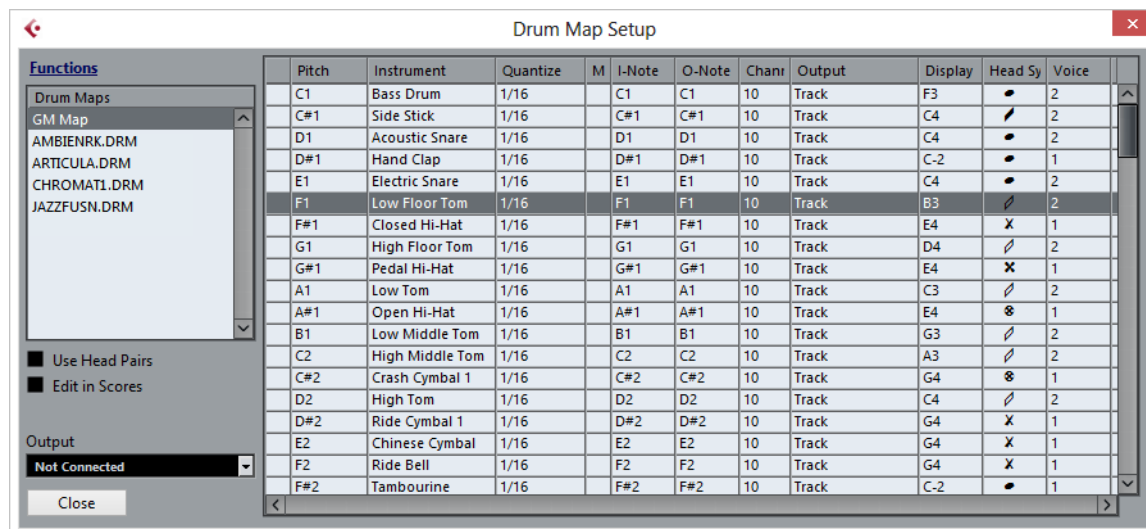 Drum Map Setup
Functions
Drum Maps
GM Map
AMBIENRK.DRM
ARTICULA.DRM
CHROMAT1.DRM
JAZZFUSN.DRM
Use Head Pairs
Edit in Scores
Output
Not Connected
Close
Pitch Instrument Quantize M I-Note O-Note Chanr Output Display Head Sy Voice
C1 Bass Drum 1/16 C1 C1 10 Track F3 2
C#1 Side Stick 1/16 C#1 C#1 10 Track C4 2
D1 Acoustic Snare 1/16 D1 D1 10 Track C4 2
D#1 Hand Clap 1/16 D#1 D#1 10 Track C-2 1
E1 Electric Snare 1/16 E1 E1 10 Track C4 2
F1 Low Floor Tom 1/16 F1 F1 10 Track B3 2
F#1 Closed Hi-Hat 1/16 F#1 F#1 10 Track E4 1
G1 High Floor Tom 1/16 G1 G1 10 Track D4 2
G#1 Pedal Hi-Hat 1/16 G#1 G#1 10 Track E4 1
A1 Low Tom 1/16 A1 A1 10 Track C3 2
A#1 Open Hi-Hat 1/16 A#1 A#1 10 Track E4 1
B1 Low Middle Tom 1/16 B1 B1 10 Track G3 2
C2 High Middle Tom 1/16 C2 C2 10 Track A3 2
C#2 Crash Cymbal 1 1/16 C#2 C#2 10 Track G4 1
D2 High Tom 1/16 D2 D2 10 Track C4 2
D#2 Ride Cymbal 1 1/16 D#2 D#2 10 Track G4 1
E2 Chinese Cymbal 1/16 E2 E2 10 Track G4 1
F2 Ride Bell 1/16 F2 F2 10 Track G4 1
F#2 Tambourine 1/16 F#2 F#2 10 Track C-2 1